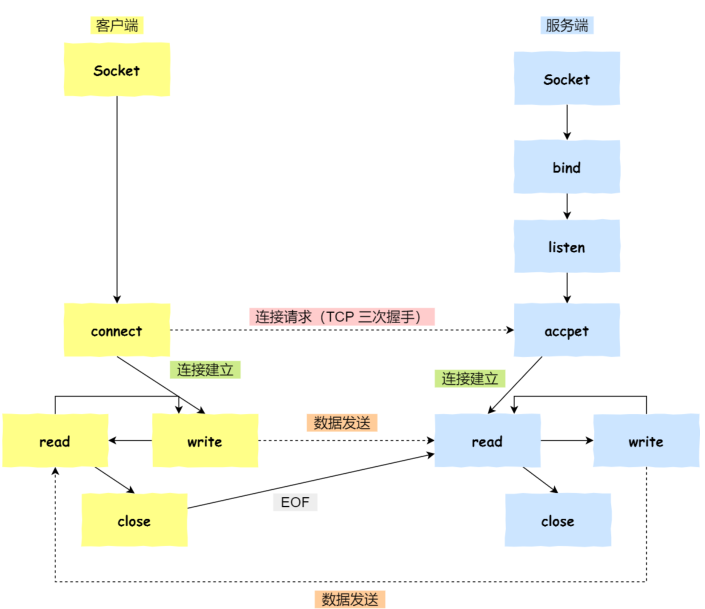 客户端
服务端
Socket
Socket
bind
listen
connect
连接请求（TCP 三次握手）
accpet
连接建立
连接建立
read
write
数据发送
read
write
close
EOF
close
数据发送